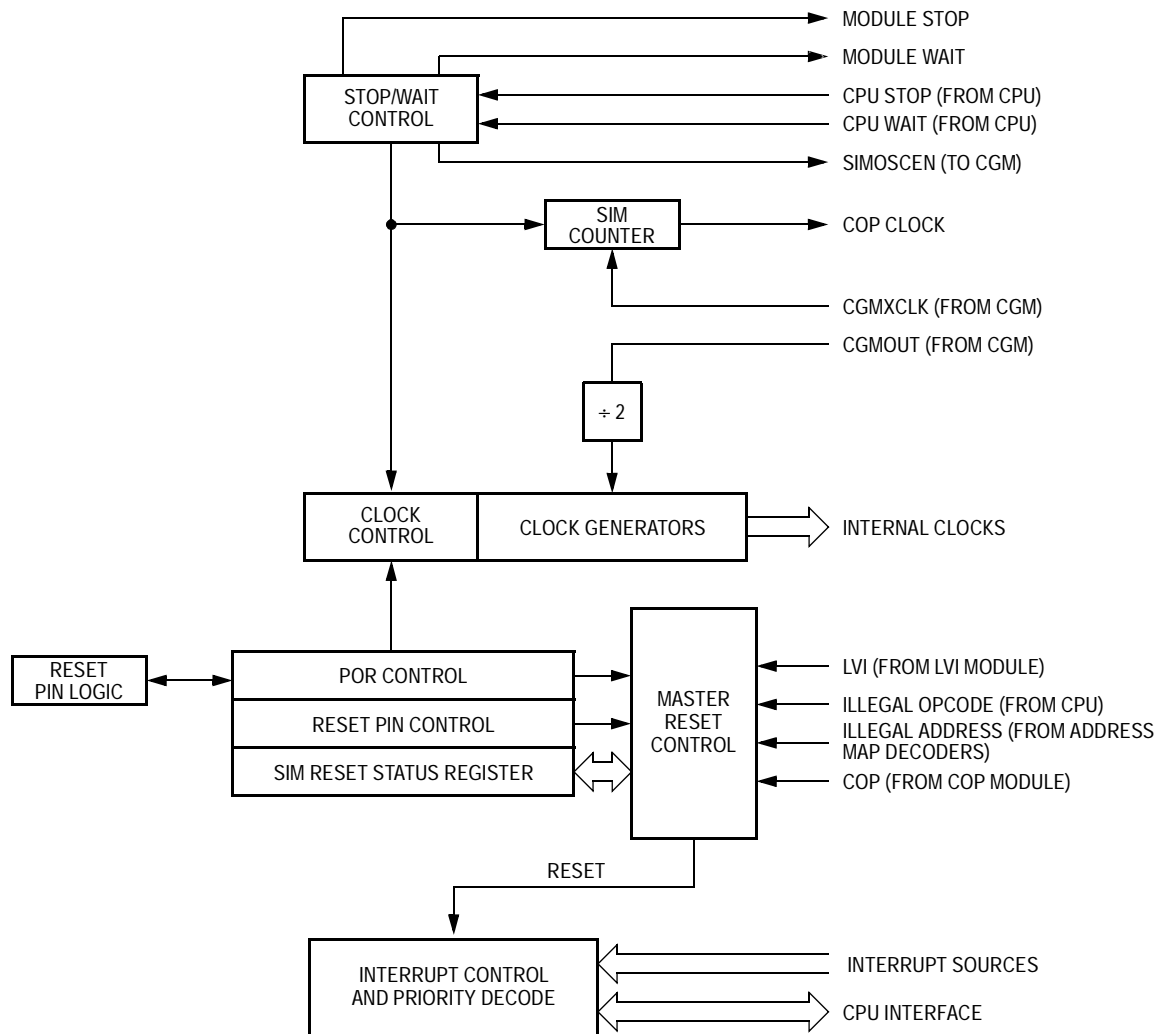 MODULE STOP
MODULE WAIT
STOP/WAIT
CONTROL
CPU STOP (FROM CPU)
CPU WAIT (FROM CPU)
SIMOSCEN (TO CGM)
SIM
COUNTER
COP CLOCK
CGMXCLK (FROM CGM)
CGMOUT (FROM CGM)
÷ 2
CLOCK
CONTROL
CLOCK GENERATORS
INTERNAL CLOCKS
RESET
PIN LOGIC
POR CONTROL
RESET PIN CONTROL
SIM RESET STATUS REGISTER
MASTER
RESET
CONTROL
LVI (FROM LVI MODULE)
ILLEGAL OPCODE (FROM CPU)
ILLEGAL ADDRESS (FROM ADDRESS
MAP DECODERS)
COP (FROM COP MODULE)
RESET
INTERRUPT CONTROL
AND PRIORITY DECODE
INTERRUPT SOURCES
CPU INTERFACE